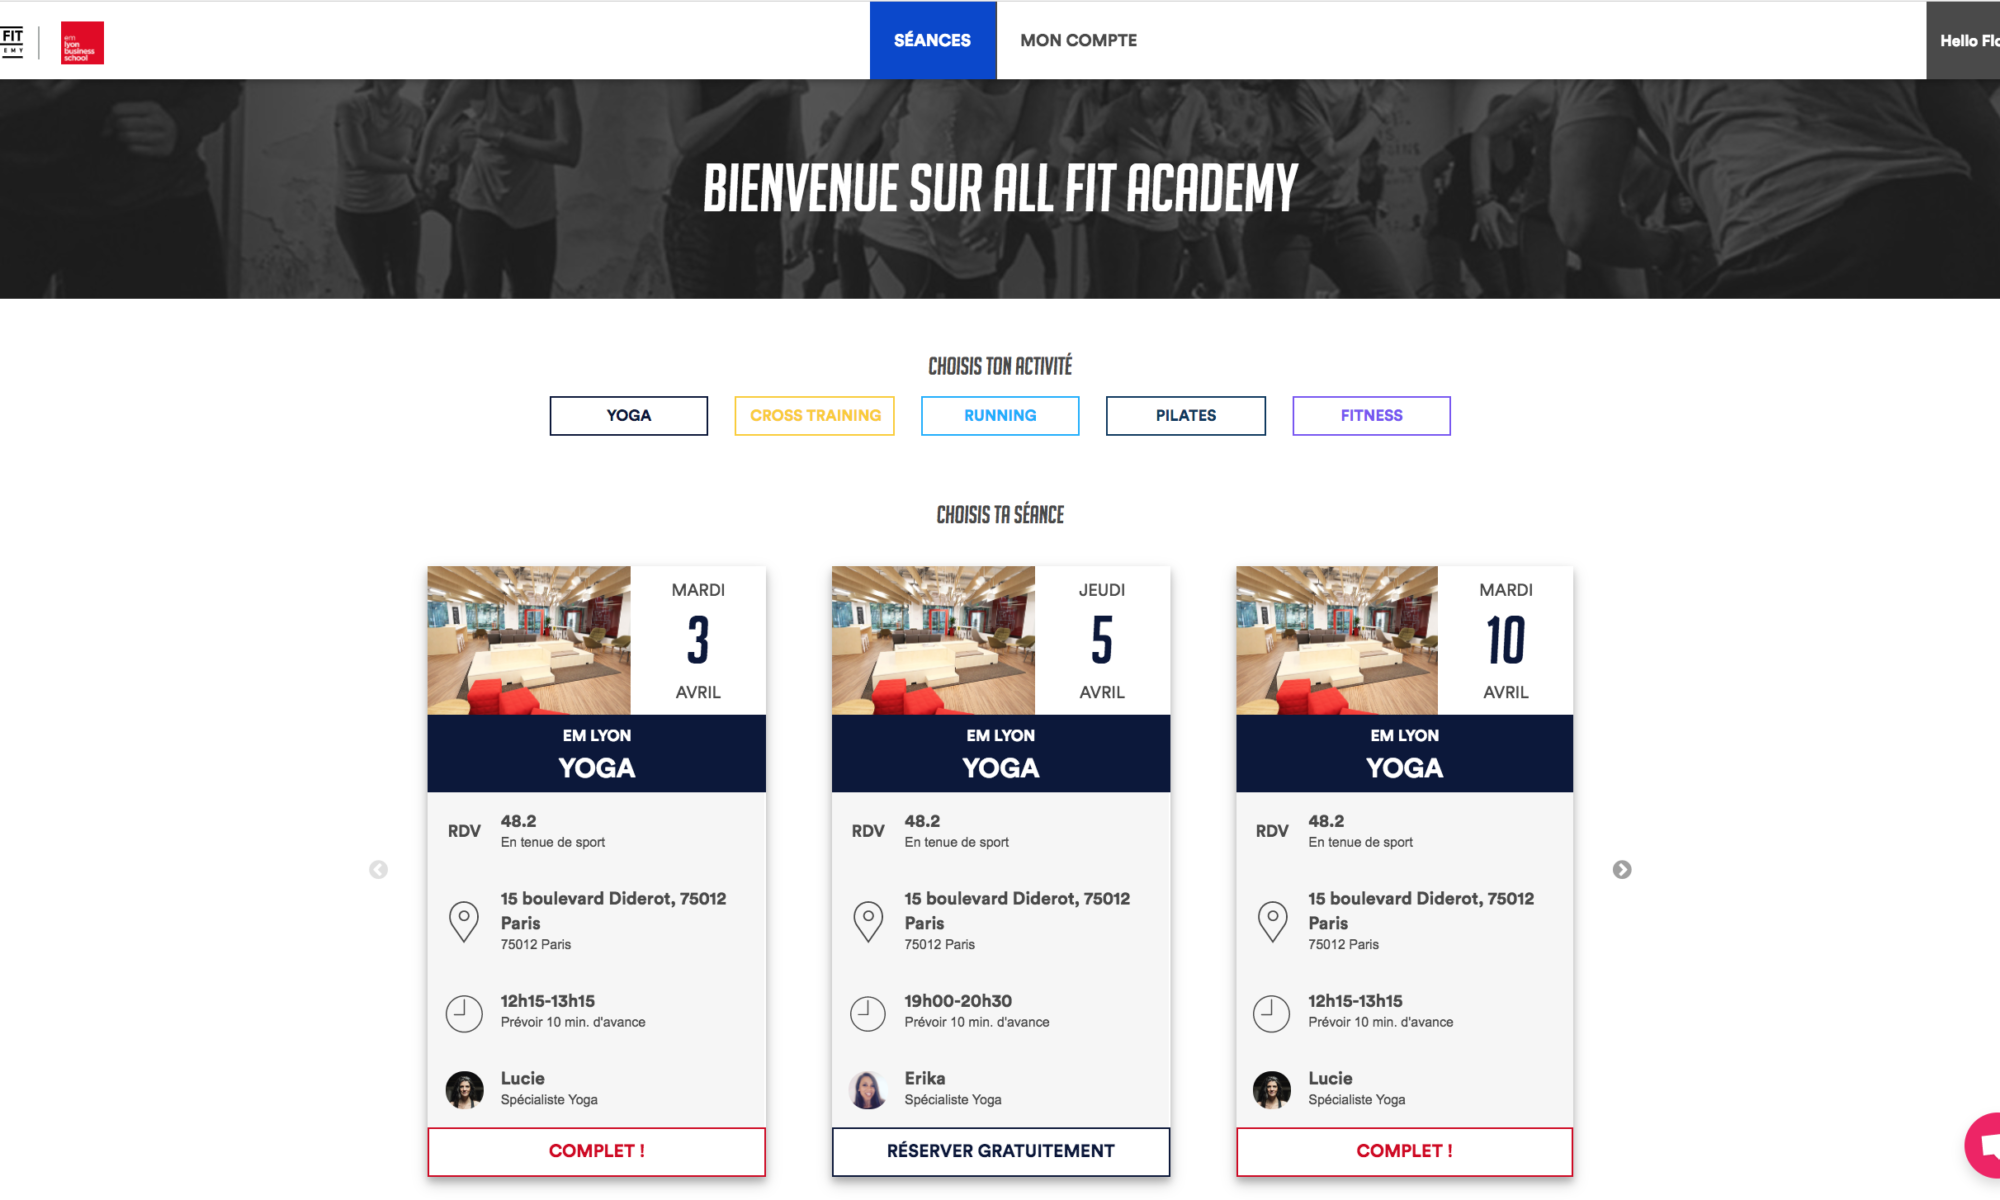 FIT
EMY
em
lyon
business
school
SÉANCES
MON COMPTE
Hello Flo
BIENVENUE SUR ALL FIT ACADEMY
CHOISIS TON ACTIVITÉ
YOGA
CROSS TRAINING
RUNNING
PILATES
FITNESS
CHOISIS TA SÉANCE
MARDI
3
AVRIL
EM LYON
YOGA
RDV
48.2
En tenue de sport
15 boulevard Diderot, 75012
Paris
75012 Paris
12h15-13h15
Prévoir 10 min. d'avance
Lucie
Spécialiste Yoga
COMPLET !
JEUDI
5
AVRIL
EM LYON
YOGA
RDV
48.2
En tenue de sport
15 boulevard Diderot, 75012
Paris
75012 Paris
19h00-20h30
Prévoir 10 min. d'avance
Erika
Spécialiste Yoga
RÉSERVER GRATUITEMENT
MARDI
10
AVRIL
EM LYON
YOGA
RDV
48.2
En tenue de sport
15 boulevard Diderot, 75012
Paris
75012 Paris
12h15-13h15
Prévoir 10 min. d'avance
Lucie
Spécialiste Yoga
COMPLET !